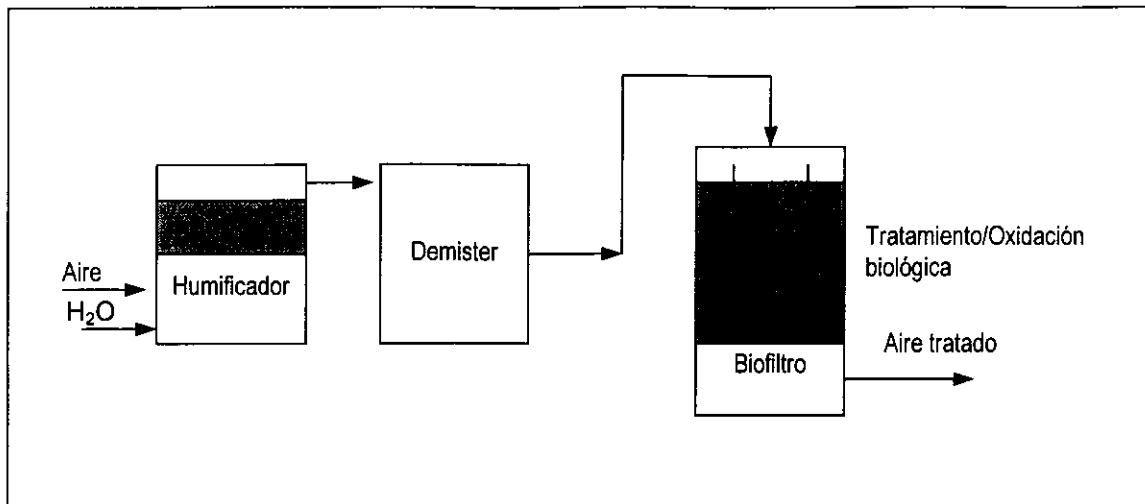 Aire
H₂O
Humificador
Demister
Tratamiento/Oxidación
biológica
Biofiltro
Aire tratado